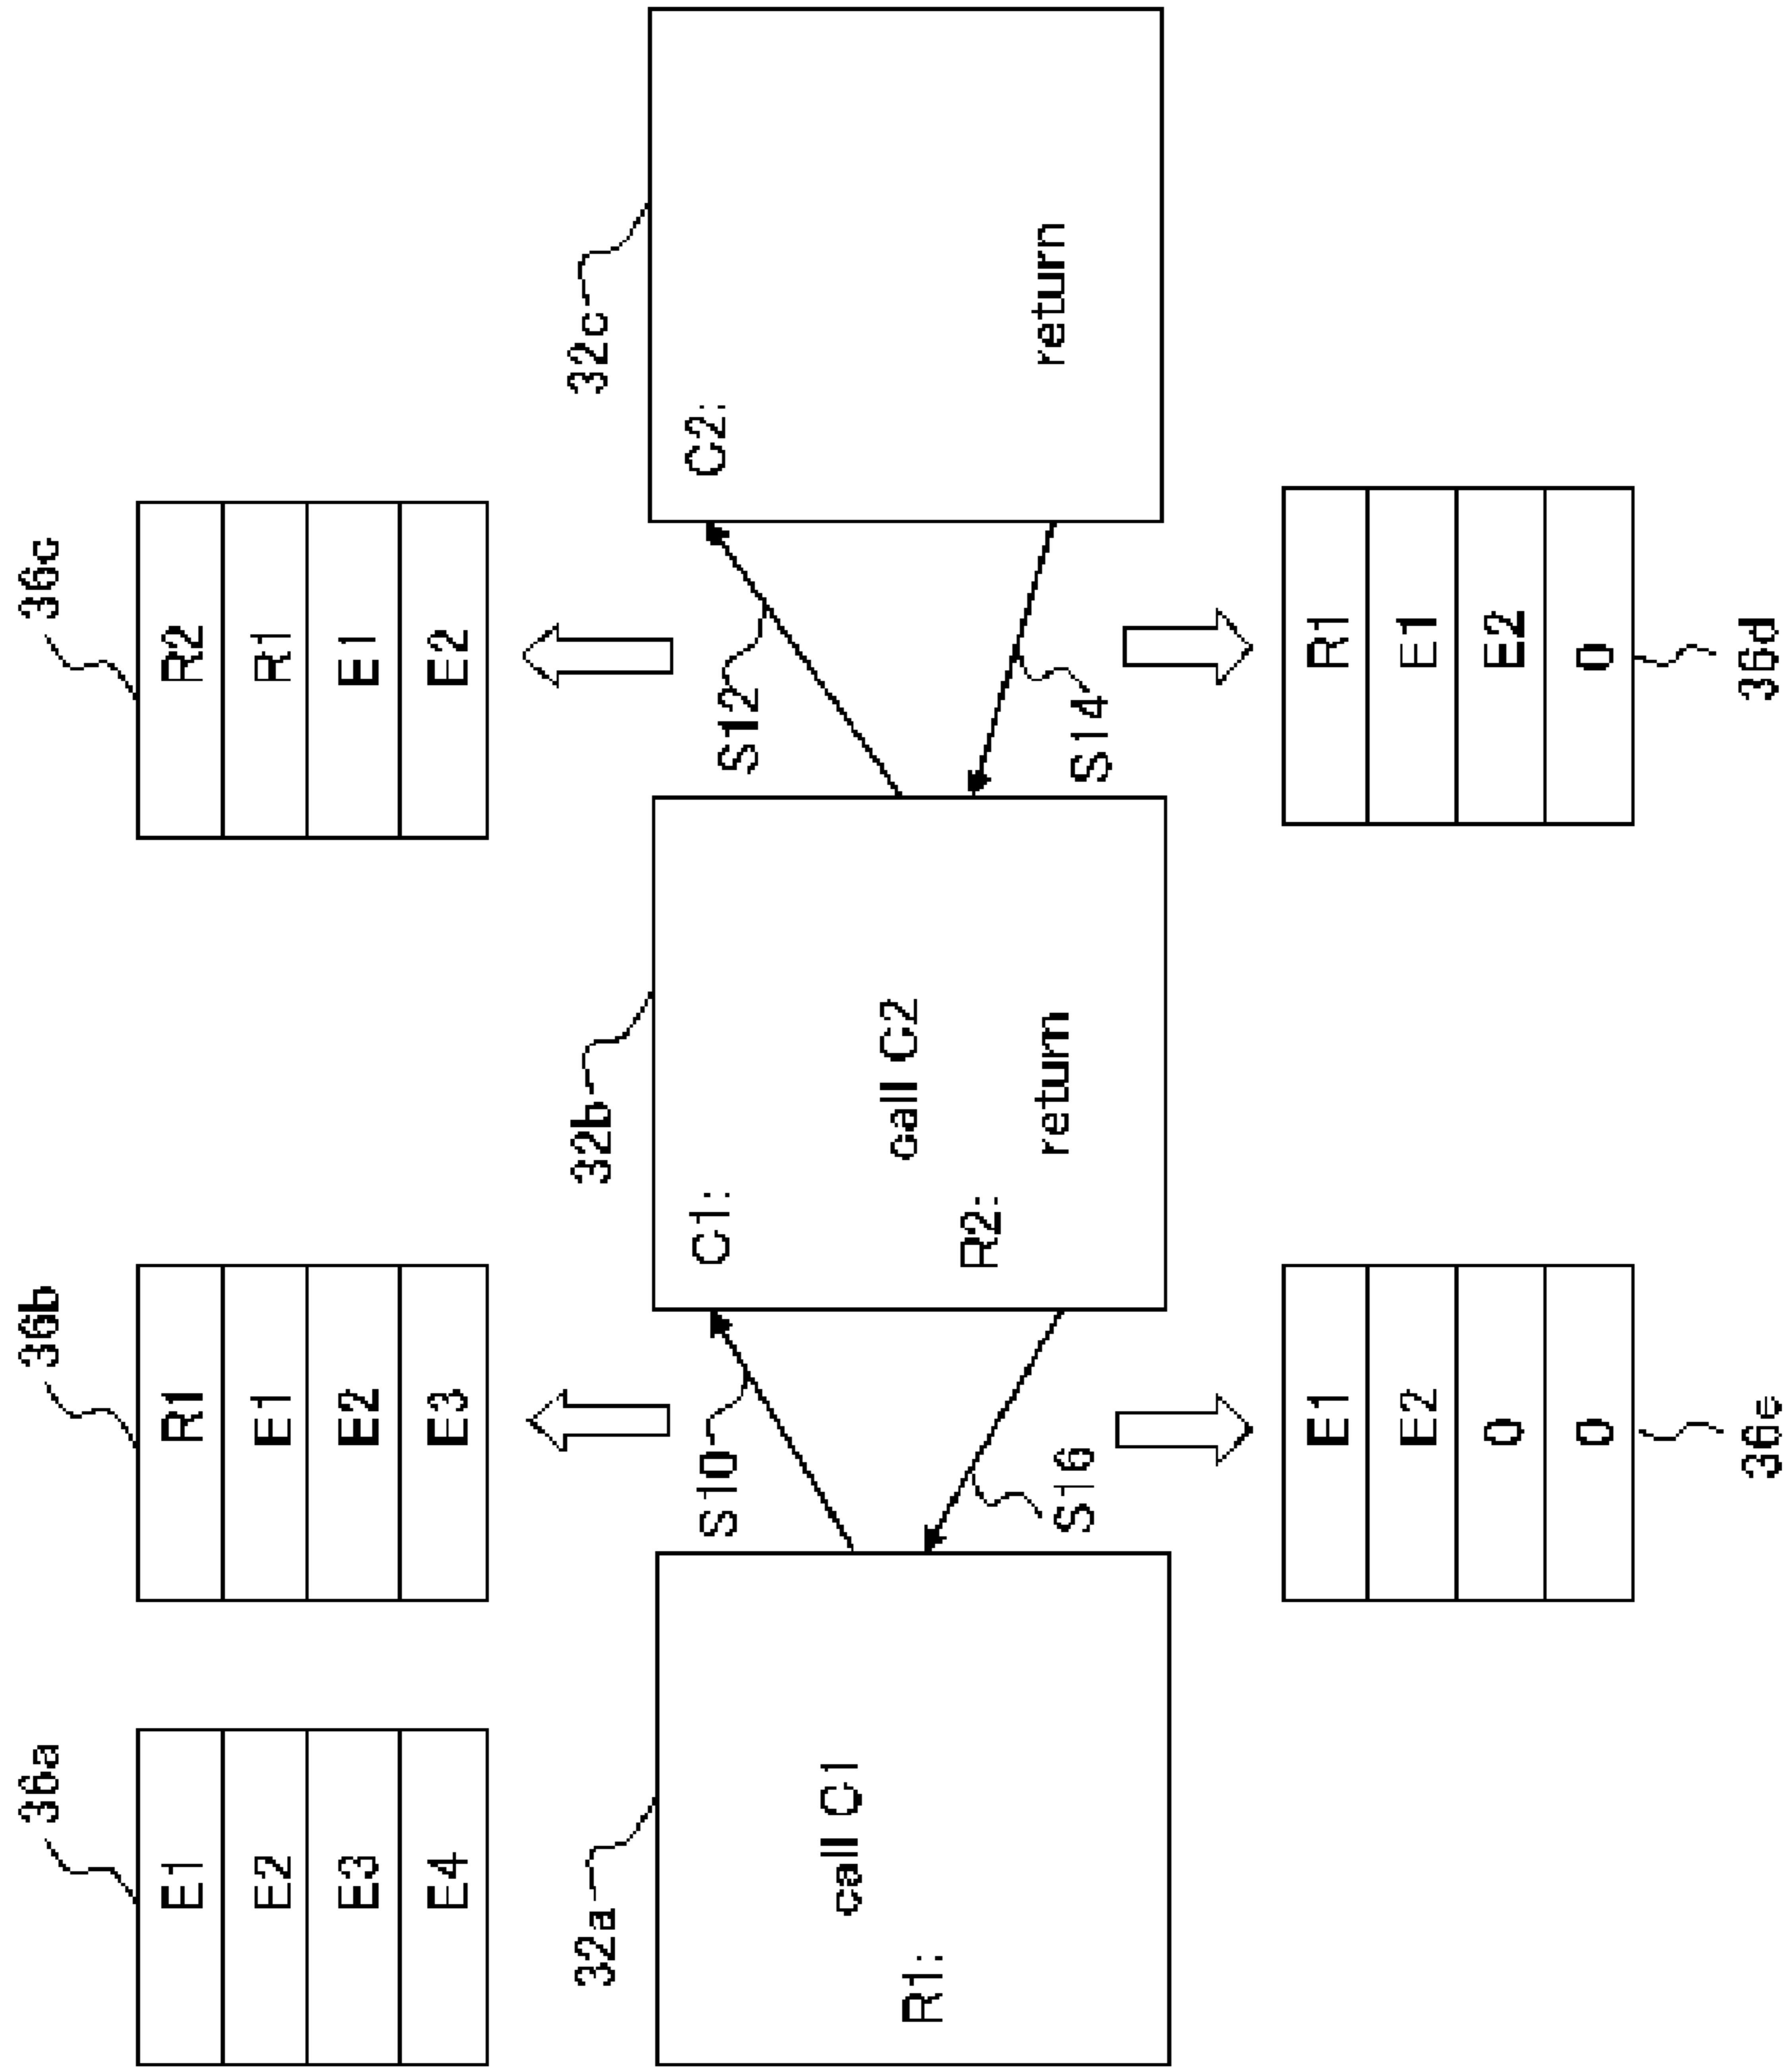 36a
E1
E2
E3
E4
36b
R1
E1
E2
E3
36c
R2
R1
E1
E2
32a
call C1
R1:
S10
S16
32b
C1:
call C2
R2:
return
S12
S14
32c
C2:
return
E1
E2
0
0
36e
R1
E1
E2
0
36d